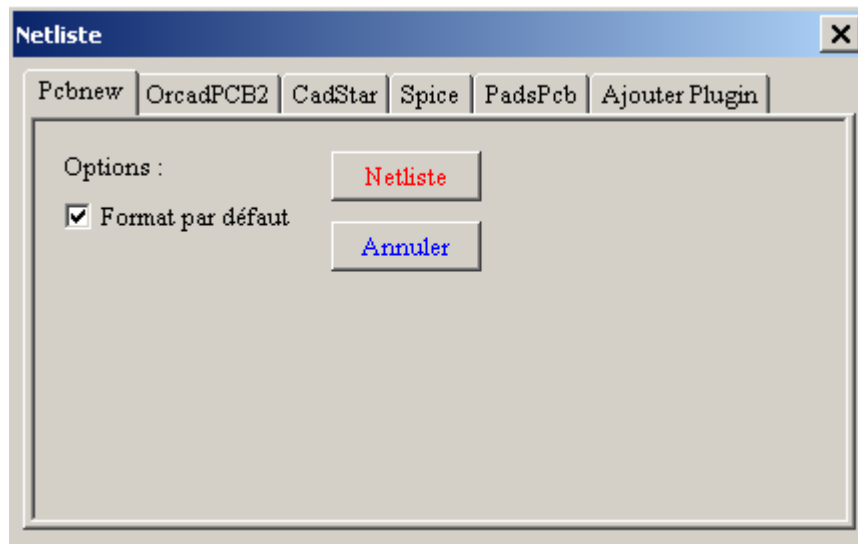 Netliste
Pcbnew OrcadPCB2 CadStar Spice PadsPcb Ajouter Plugin
Options : Netliste
Format par défaut
Annuler